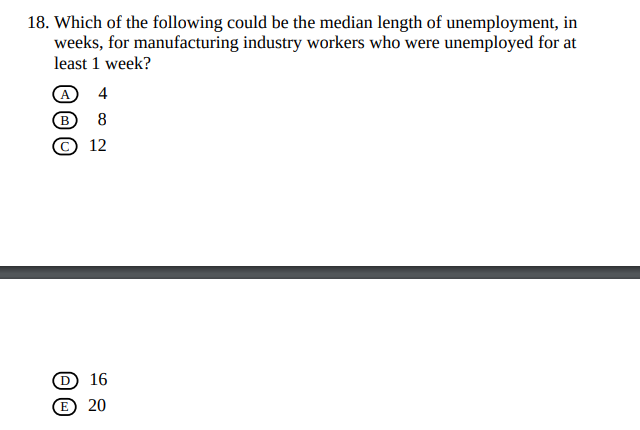 18. Which of the following could be the median length of unemployment, in
weeks, for manufacturing industry workers who were unemployed for at
least 1 week?
A 4
B 8
C 12
D 16
E 20